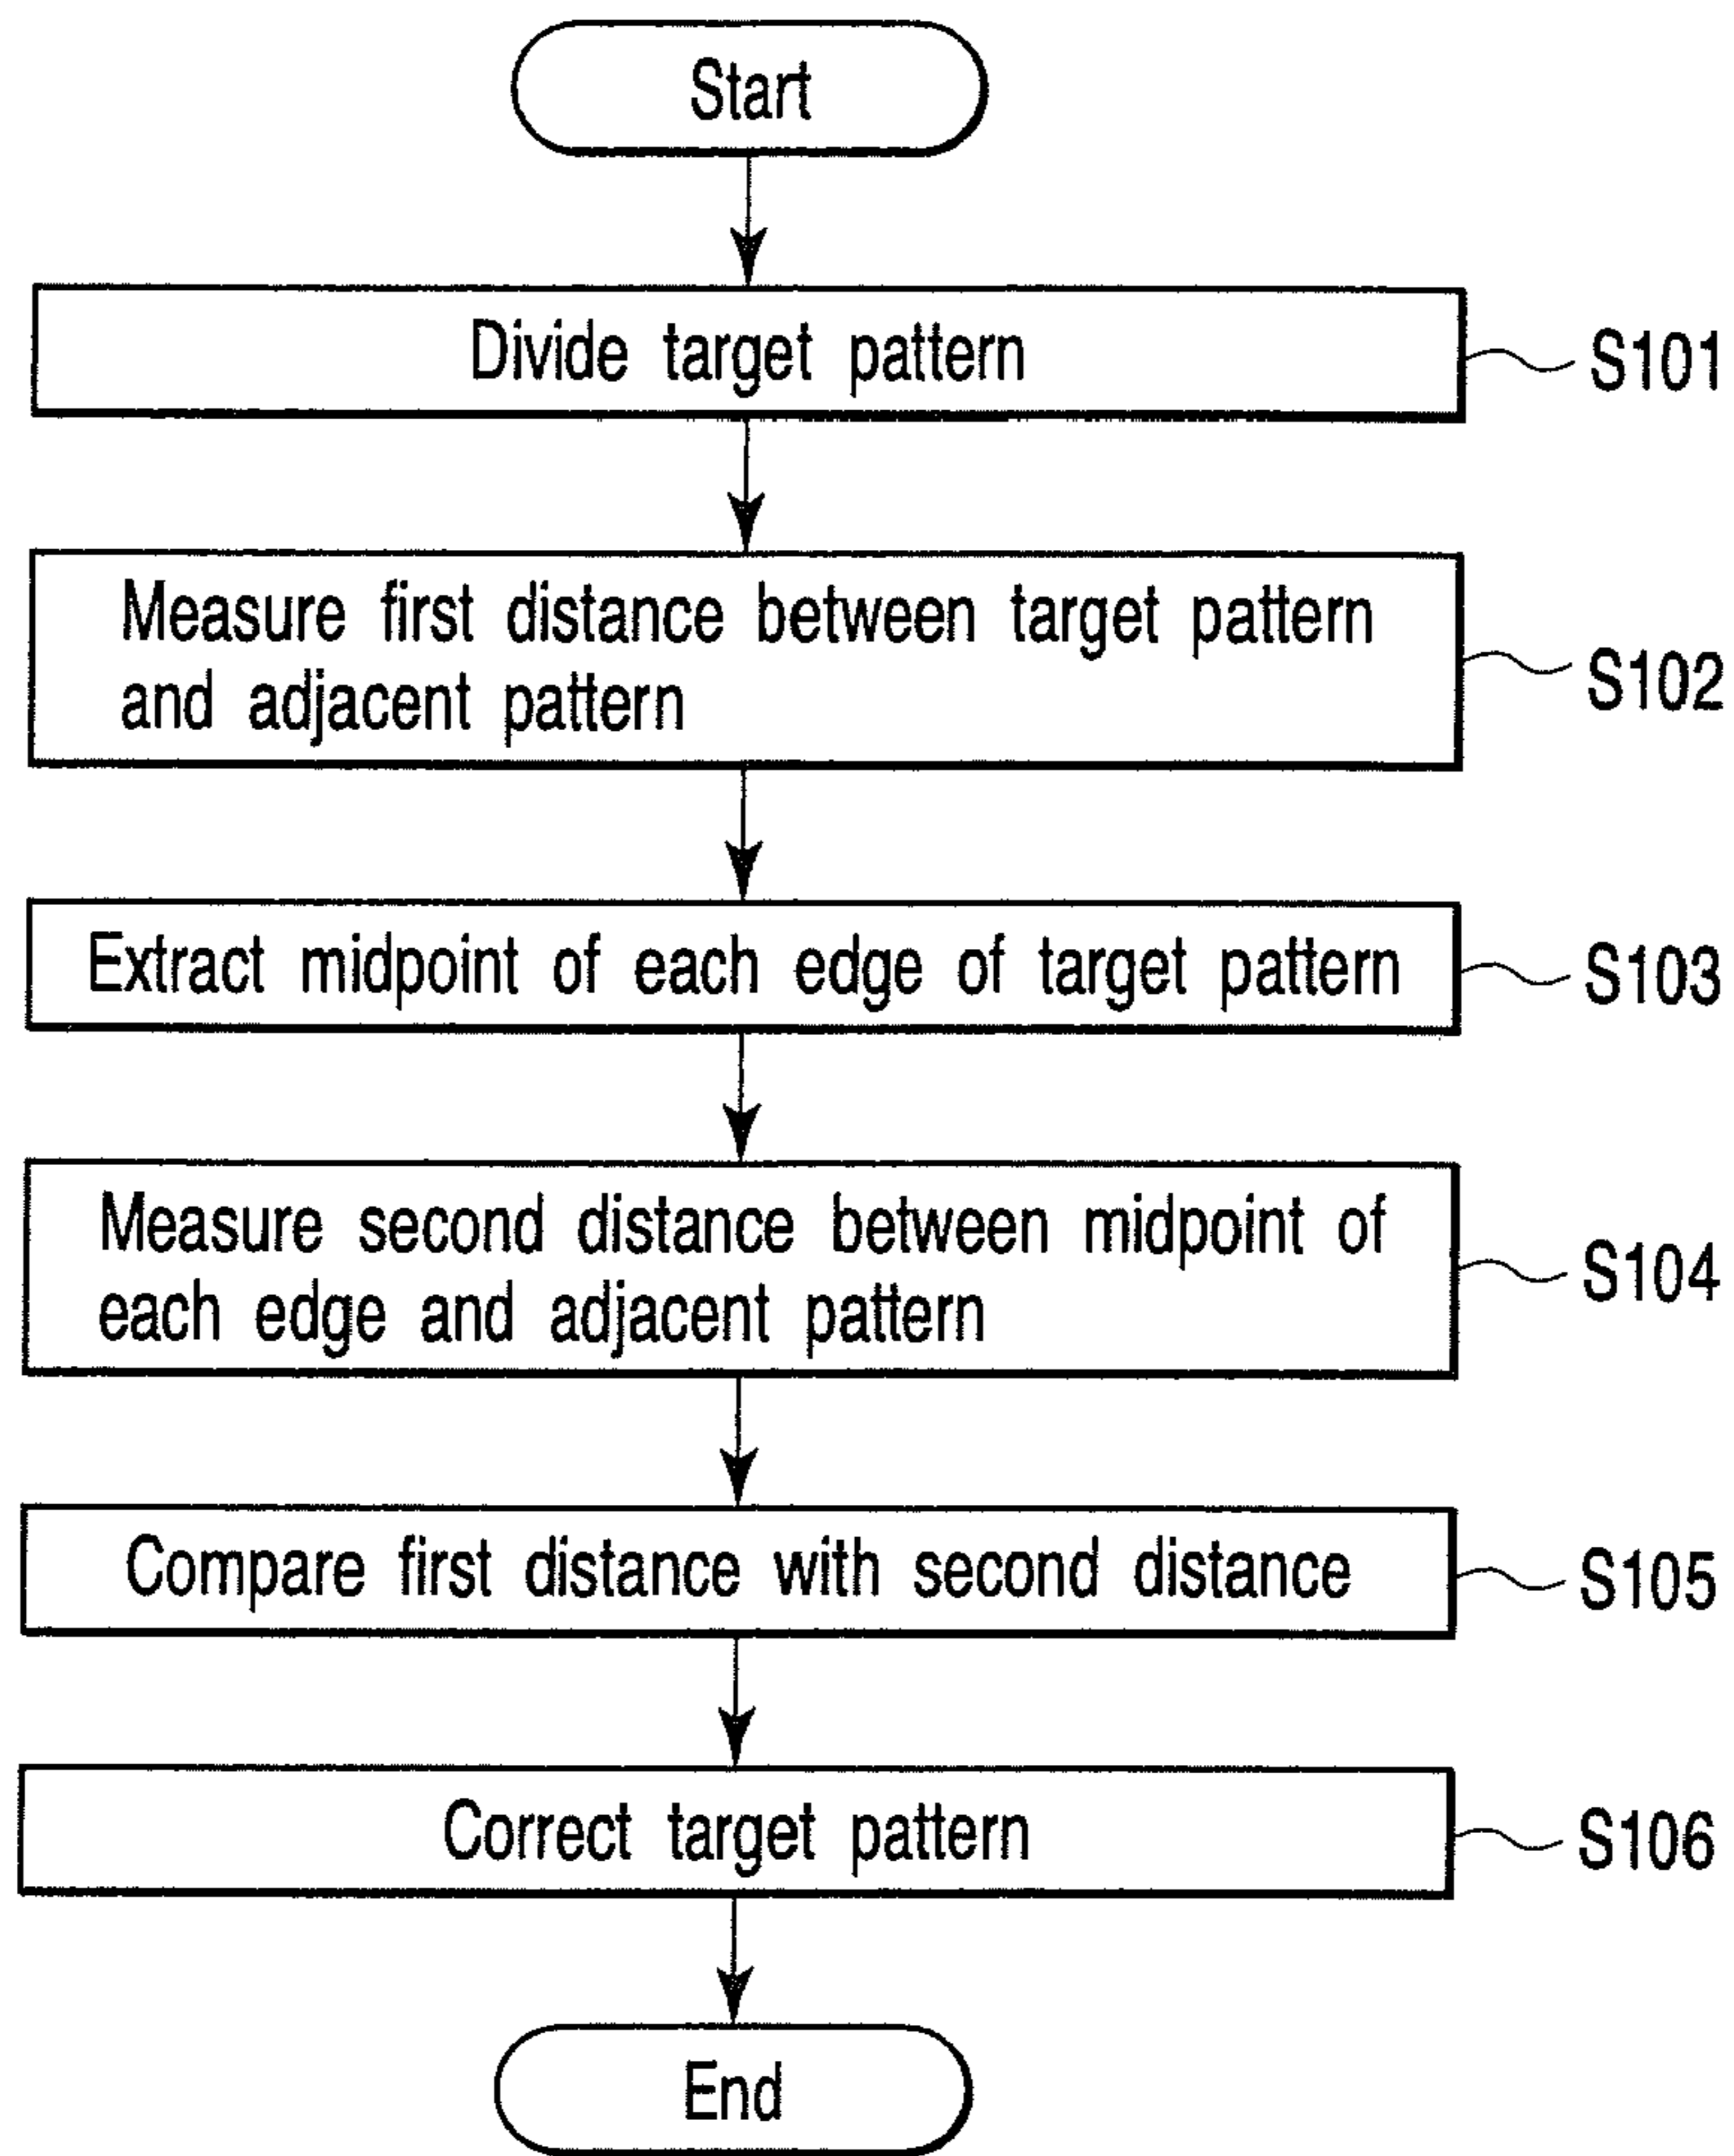 Start
Divide target pattern
S101
Measure first distance between target pattern
and adjacent pattern
S102
Extract midpoint of each edge of target pattern
S103
Measure second distance between midpoint of
each edge and adjacent pattern
S104
Compare first distance with second distance
S105
Correct target pattern
S106
End